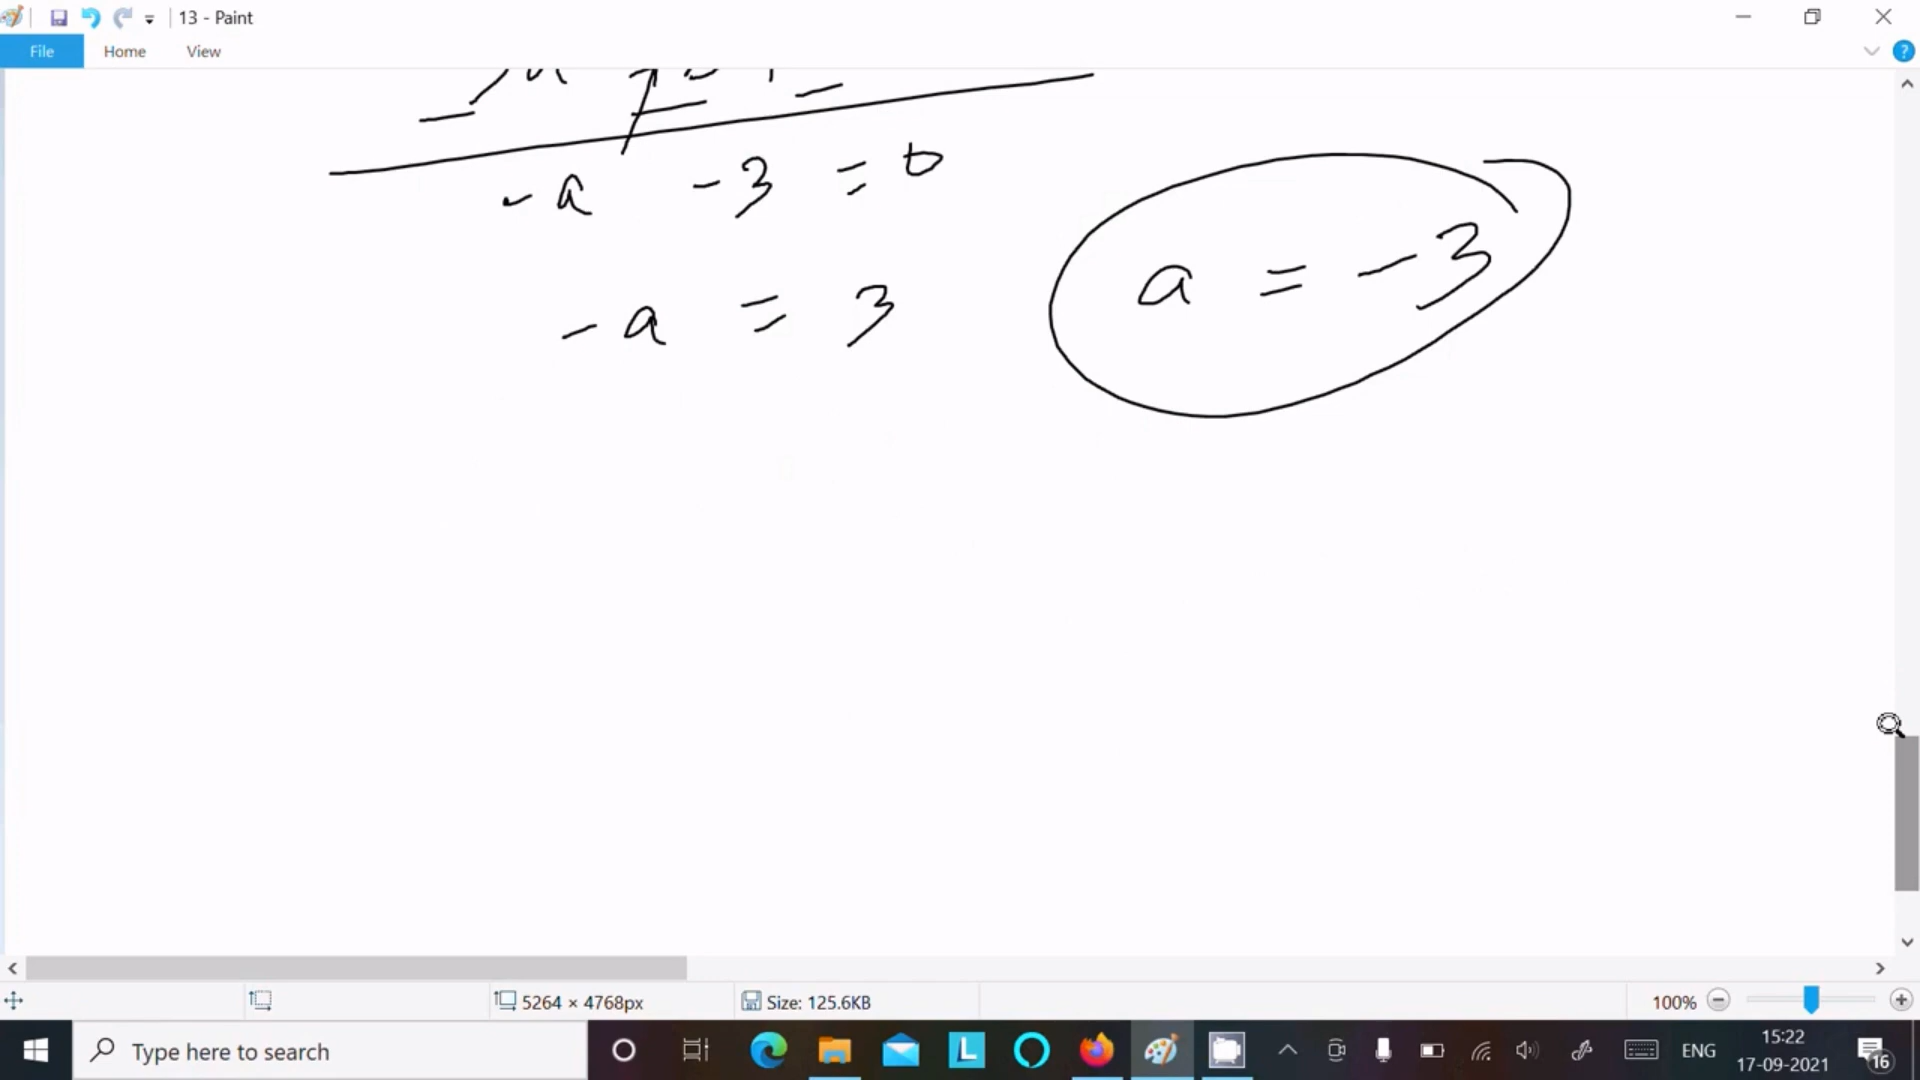 13 - Paint
File Home View
-a -3 = 0
a = -3
-a = 3
5264 × 4768px Size: 125.6KB 100%
Type here to search
L
ENG
15:22
17-09-2021
16